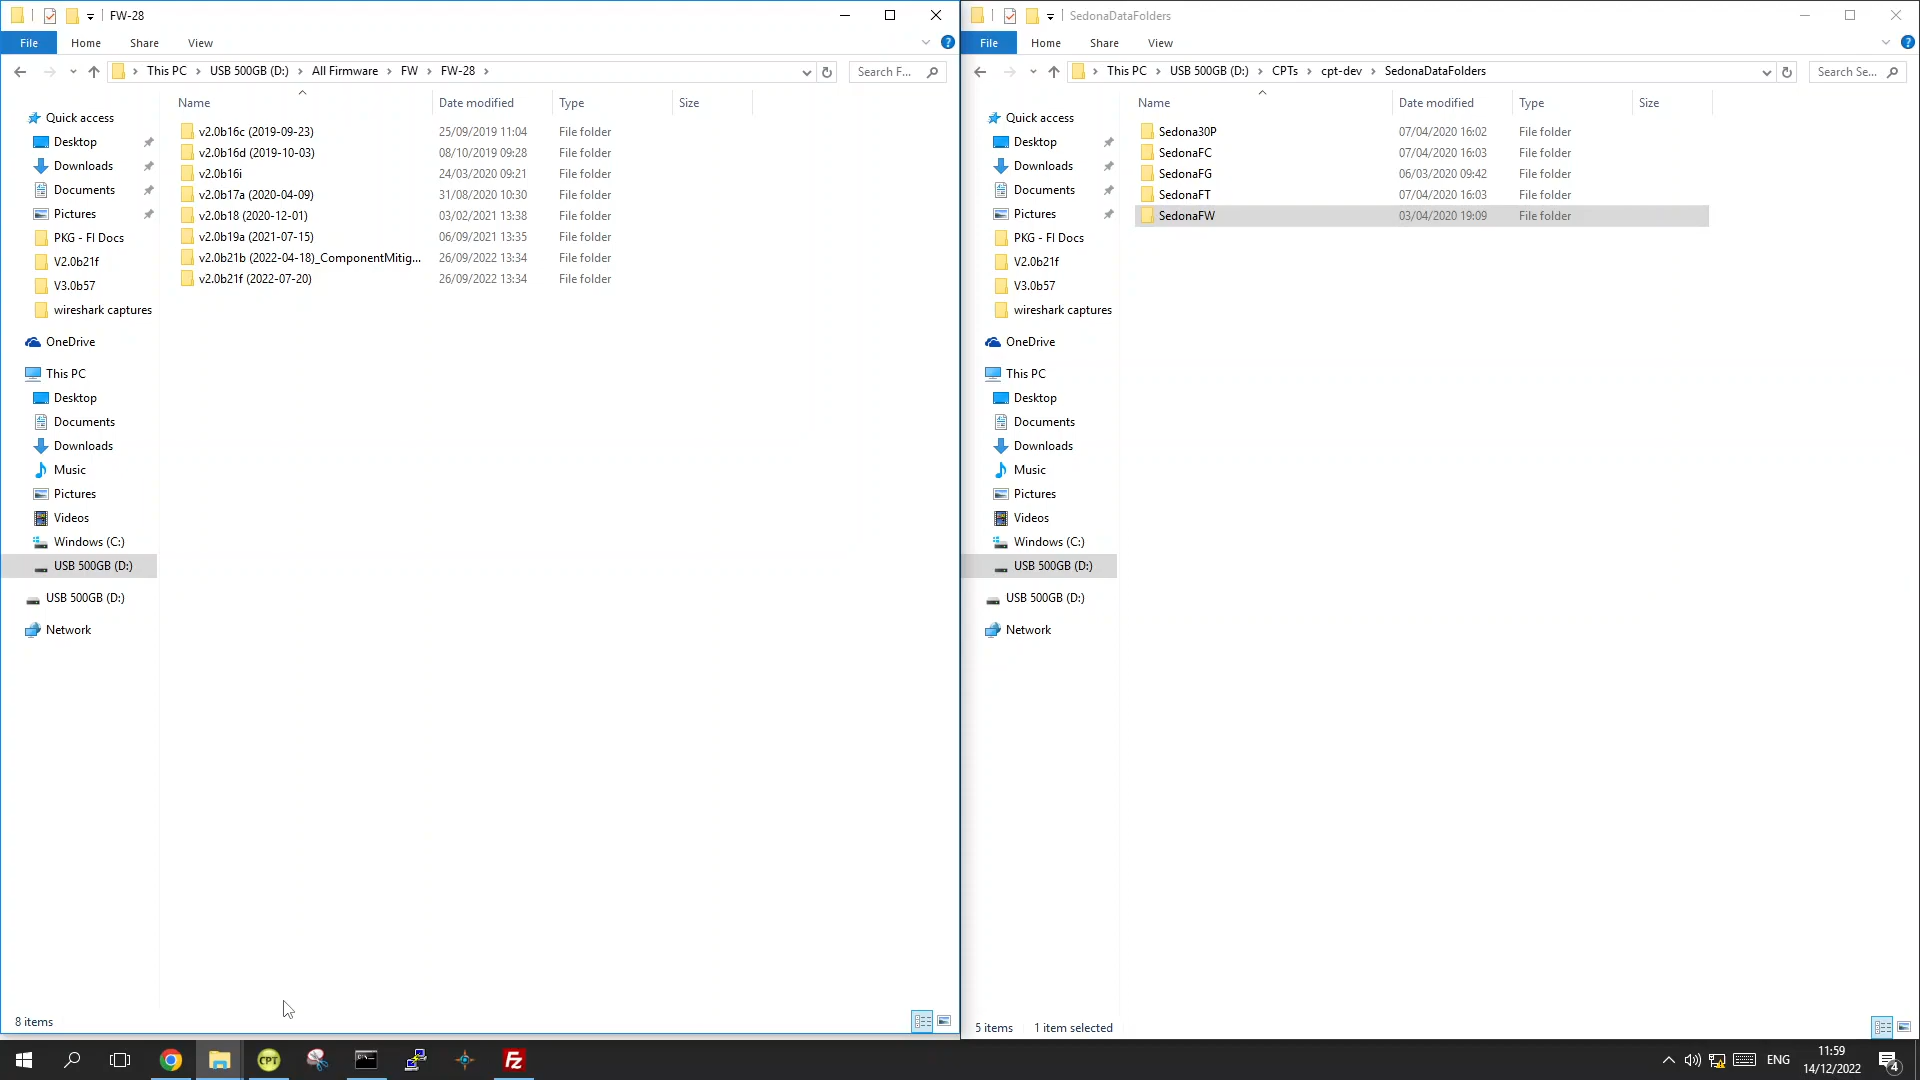 FW-28
File Home Share View
This PC USB 500GB (D:) All Firmware FW FW-28
Search F...
Name Date modified Type Size
v2.0b16c (2019-09-23) 25/09/2019 11:04 File folder
v2.0b16d (2019-10-03) 08/10/2019 09:28 File folder
v2.0b16i 24/03/2020 09:21 File folder
v2.0b17a (2020-04-09) 31/08/2020 10:30 File folder
v2.0b18 (2020-12-01) 03/02/2021 13:38 File folder
v2.0b19a (2021-07-15) 06/09/2021 13:35 File folder
v2.0b21b (2022-04-18)_ComponentMitig... 26/09/2022 13:34 File folder
v2.0b21f (2022-07-20) 26/09/2022 13:34 File folder
Quick access
Desktop
Downloads
Documents
Pictures
PKG - FI Docs
V2.0b21f
V3.0b57
wireshark captures
OneDrive
This PC
Desktop
Documents
Downloads
Music
Pictures
Videos
Windows (C:)
USB 500GB (D:)
USB 500GB (D:)
Network
8 items
SedonaDataFolders
File Home Share View
This PC USB 500GB (D:) CPTs cpt-dev SedonaDataFolders
Search Se...
Name Date modified Type Size
Sedona30P 07/04/2020 16:02 File folder
SedonaFC 07/04/2020 16:03 File folder
SedonaFG 06/03/2020 09:42 File folder
SedonaFT 07/04/2020 16:03 File folder
SedonaFW 03/04/2020 19:09 File folder
Quick access
Desktop
Downloads
Documents
Pictures
PKG - FI Docs
V2.0b21f
V3.0b57
wireshark captures
OneDrive
This PC
Desktop
Documents
Downloads
Music
Pictures
Videos
Windows (C:)
USB 500GB (D:)
USB 500GB (D:)
Network
5 items 1 item selected
CPT
FZ
ENG
11:59
14/12/2022
4